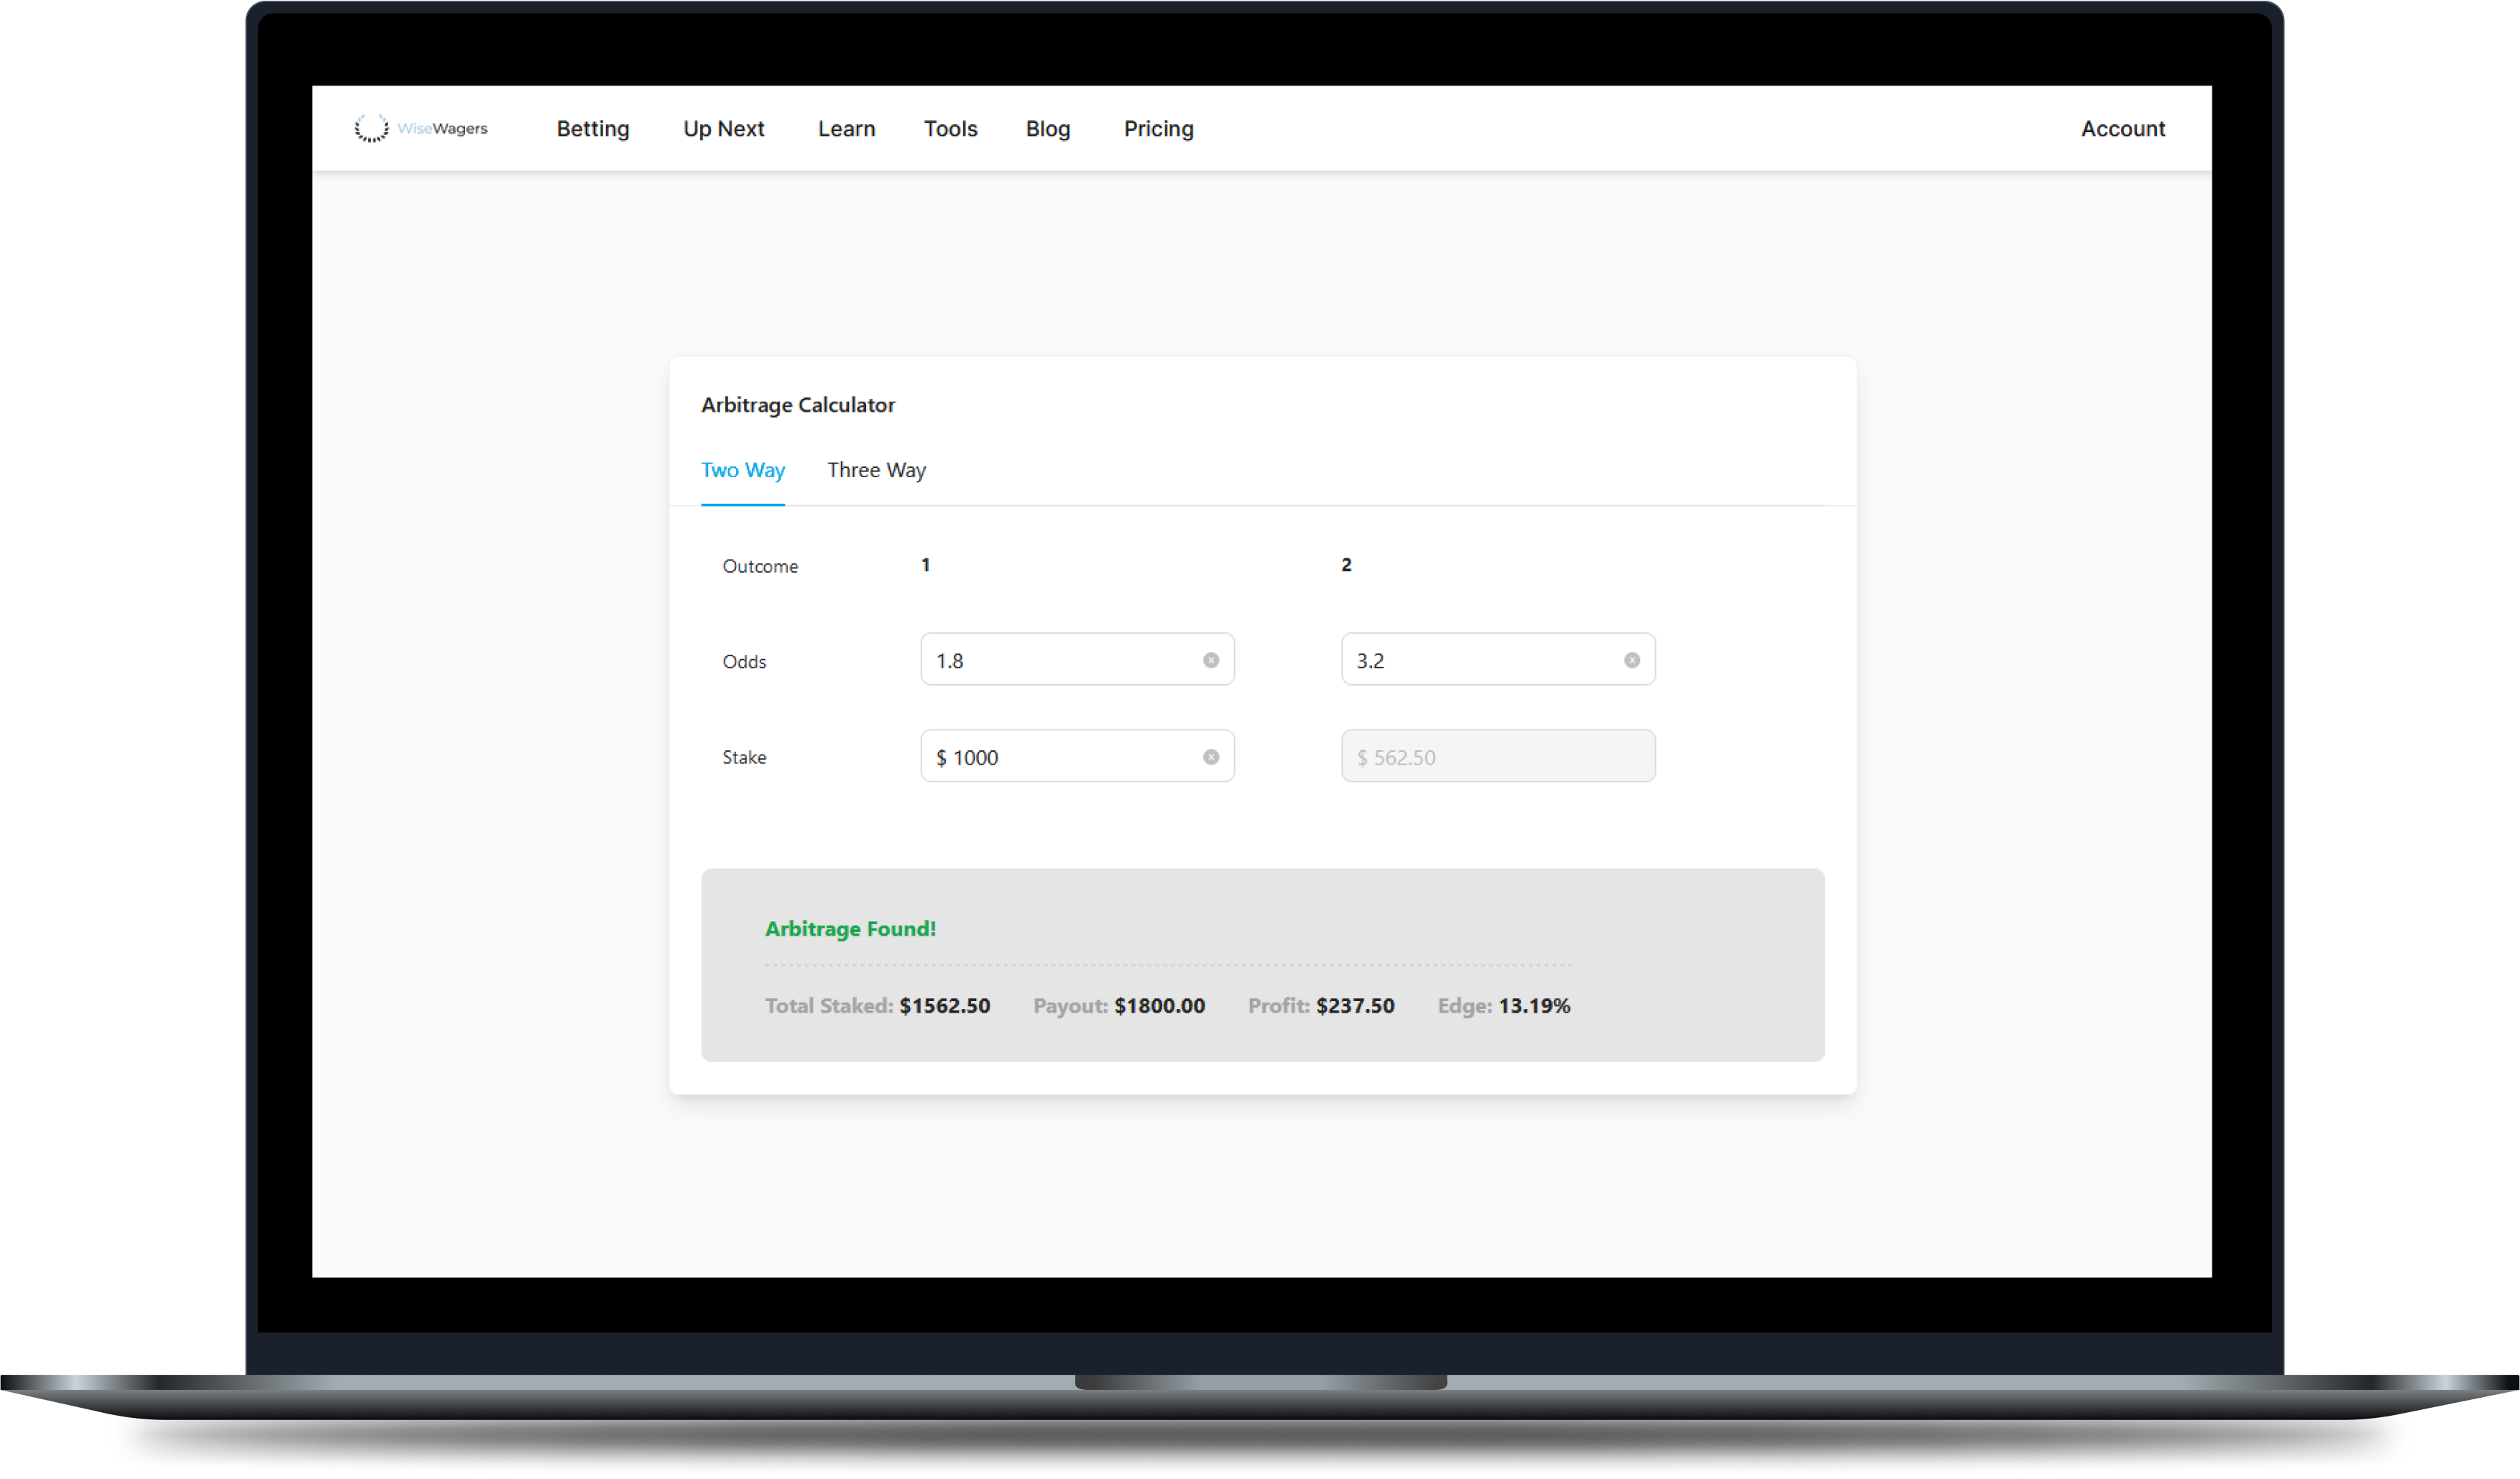 WiseWagers Betting Up Next Learn Tools Blog Pricing Account
Arbitrage Calculator
Two Way Three Way
Outcome 1 2
Odds 1.8 3.2
Stake $ 1000 $ 562.50
Arbitrage Found!
Total Staked: $1562.50 Payout: $1800.00 Profit: $237.50 Edge: 13.19%